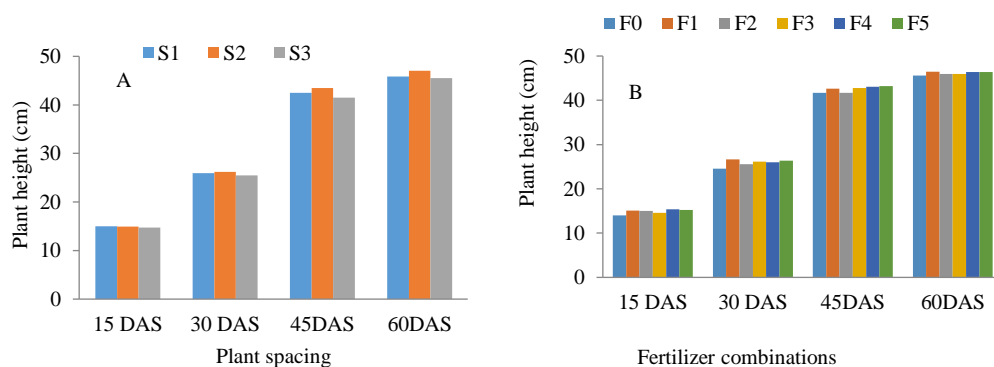 S1 S2 S3
A
Plant height (cm)
50
40
30
20
10
0
15 DAS 30 DAS 45DAS 60DAS
Plant spacing
F0 F1 F2 F3 F4 F5
B
Plant height (cm)
50
40
30
20
10
0
15 DAS 30 DAS 45DAS 60DAS
Fertilizer combinations